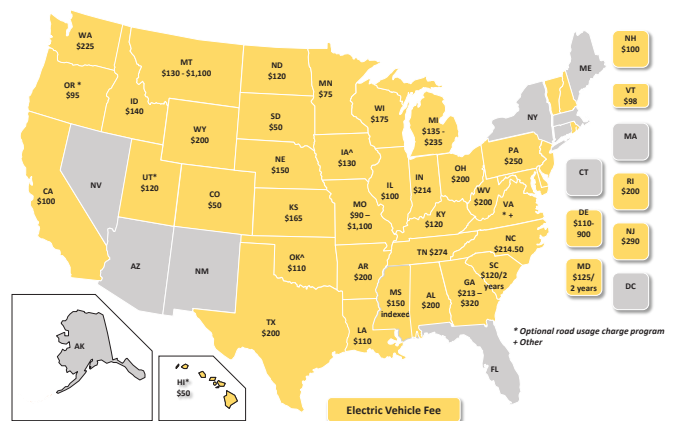 WA
$225
OR *
$95
CA
$100
NV
ID
$140
MT
$130 - $1,100
WY
$200
UT*
$120
AZ
CO
$50
NM
ND
$120
SD
$50
NE
$150
KS
$165
OK^
$110
TX
$200
MN
$75
IA^
$130
MO
$90 –
$1,100
AR
$200
LA
$110
WI
$175
IL
$100
MI
$135 -
$235
IN
$214
OH
$200
KY
$120
TN $274
MS
$150
indexed
AL
$200
GA
$213 –
$320
FL
SC
$120/2
years
NC
$214.50
VA
* +
WV
$200
PA
$250
NY
ME
NH
$100
VT
$98
MA
CT
RI
$200
DE
$110-
900
NJ
$290
MD
$125/
2 years
DC
AK
HI*
$50
* Optional road usage charge program
+ Other
Electric Vehicle Fee